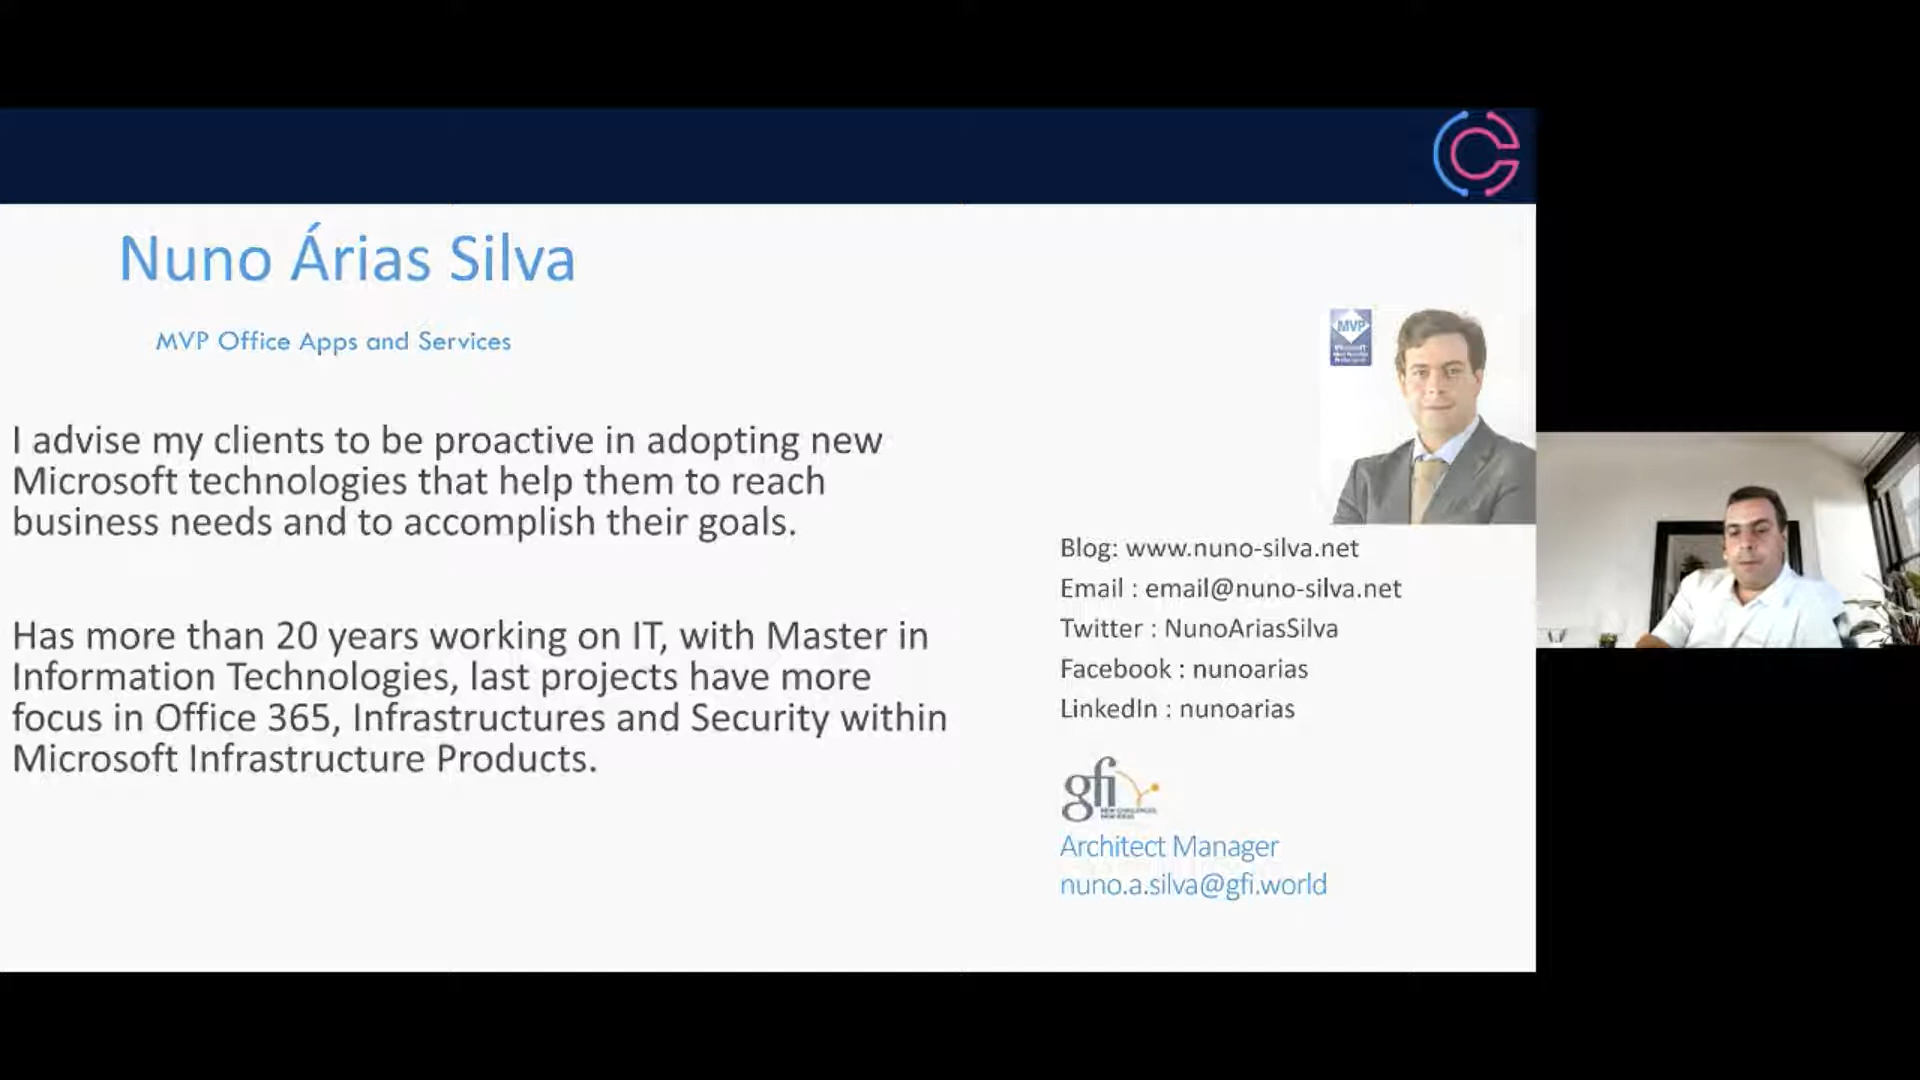 Nuno Árias Silva
MVP Office Apps and Services
I advise my clients to be proactive in adopting new
Microsoft technologies that help them to reach
business needs and to accomplish their goals.
Has more than 20 years working on IT, with Master in
Information Technologies, last projects have more
focus in Office 365, Infrastructures and Security within
Microsoft Infrastructure Products.
MVP
Blog: www.nuno-silva.net
Email : email@nuno-silva.net
Twitter : NunoAriasSilva
Facebook : nunoarias
LinkedIn : nunoarias
gfi
Architect Manager
nuno.a.silva@gfi.world